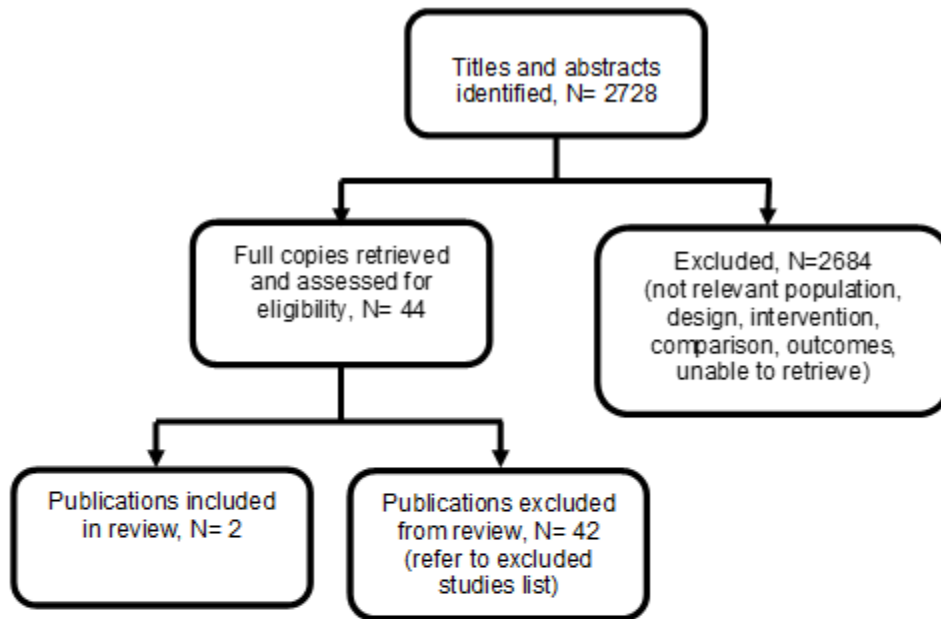 Titles and abstracts
identified, N= 2728
Full copies retrieved
and assessed for
eligibility, N= 44
Excluded, N=2684
(not relevant population,
design, intervention,
comparison, outcomes,
unable to retrieve)
Publications included
in review, N= 2
Publications excluded
from review, N= 42
(refer to excluded
studies list)